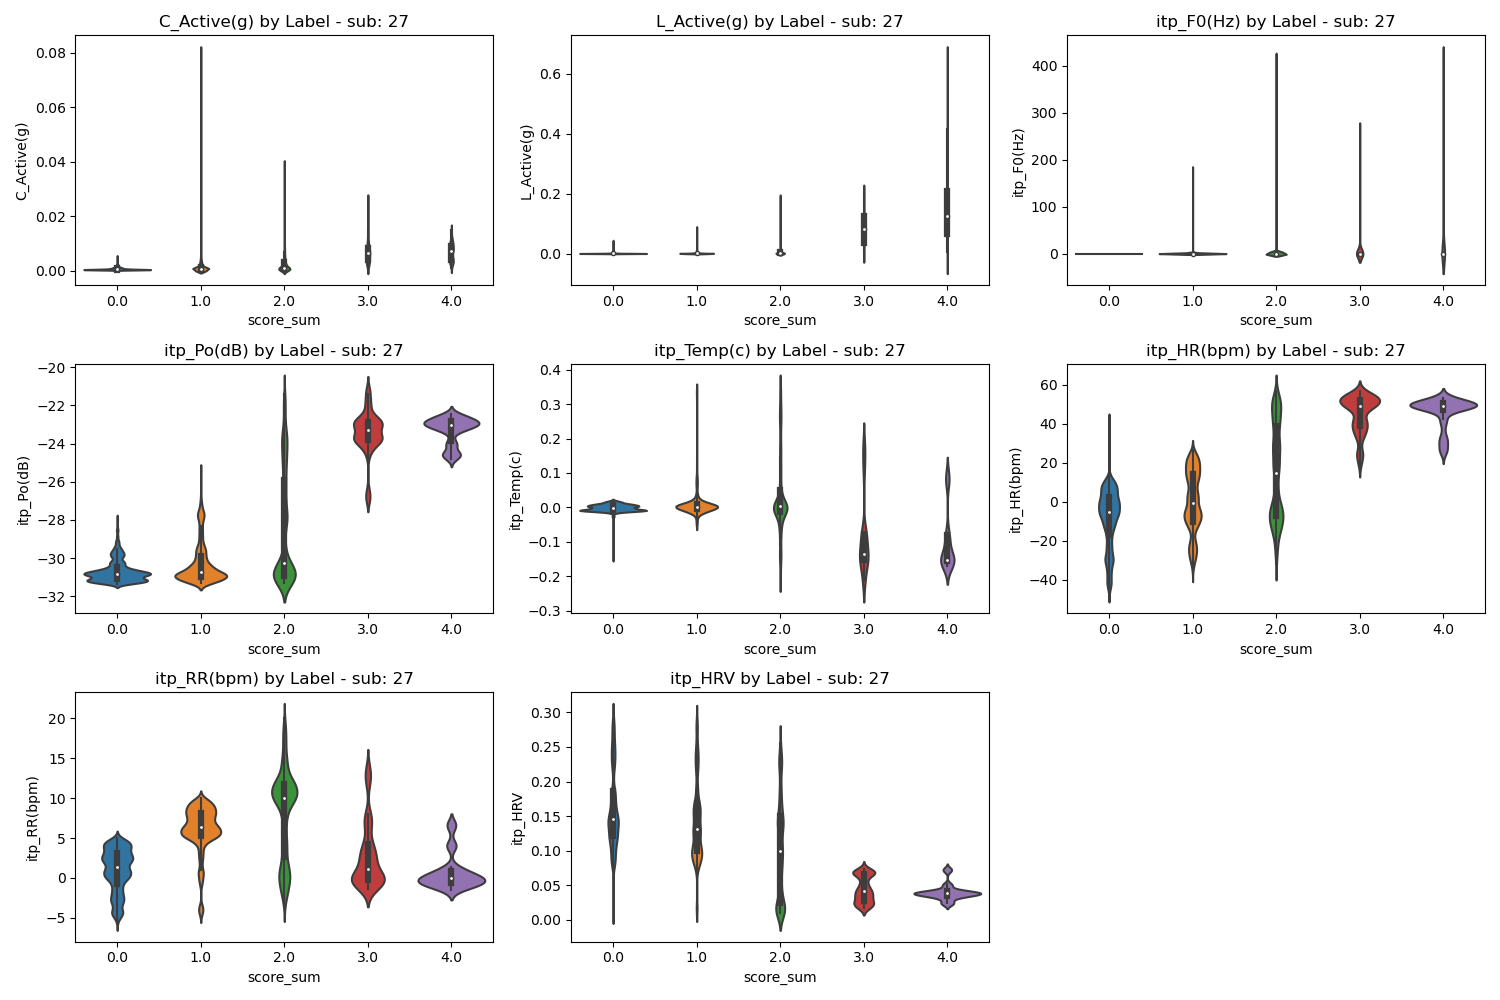 C_Active(g) by Label - sub: 27
C_Active(g)
0.08
0.06
0.04
0.02
0.00
0.0 1.0 2.0 3.0 4.0
score_sum
L_Active(g) by Label - sub: 27
L_Active(g)
0.6
0.4
0.2
0.0
0.0 1.0 2.0 3.0 4.0
score_sum
itp_F0(Hz) by Label - sub: 27
itp_F0(Hz)
400
300
200
100
0
0.0 1.0 2.0 3.0 4.0
score_sum
itp_Po(dB) by Label - sub: 27
itp_Po(dB)
−20
−22
−24
−26
−28
−30
−32
0.0 1.0 2.0 3.0 4.0
score_sum
itp_Temp(c) by Label - sub: 27
itp_Temp(c)
0.4
0.3
0.2
0.1
0.0
−0.1
−0.2
−0.3
0.0 1.0 2.0 3.0 4.0
score_sum
itp_HR(bpm) by Label - sub: 27
itp_HR(bpm)
60
40
20
0
−20
−40
0.0 1.0 2.0 3.0 4.0
score_sum
itp_RR(bpm) by Label - sub: 27
itp_RR(bpm)
20
15
10
5
0
−5
0.0 1.0 2.0 3.0 4.0
score_sum
itp_HRV by Label - sub: 27
itp_HRV
0.30
0.25
0.20
0.15
0.10
0.05
0.00
0.0 1.0 2.0 3.0 4.0
score_sum